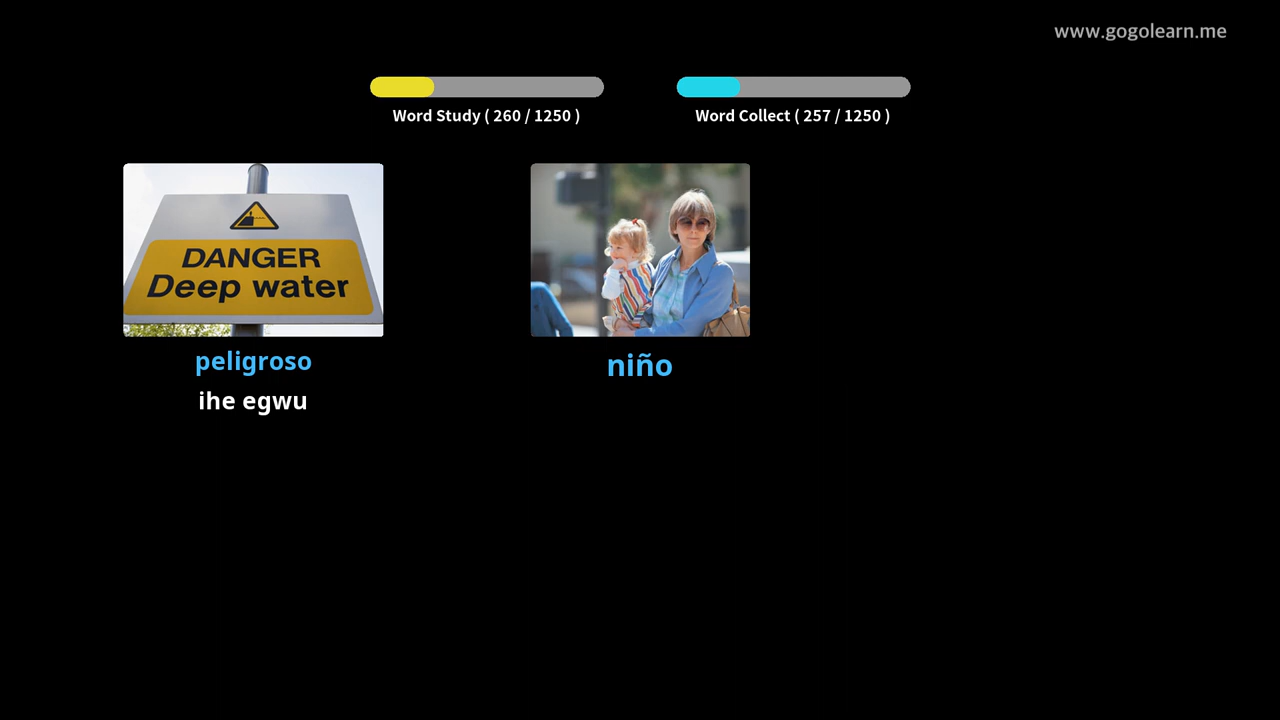 www.gogolearn.me
Word Study ( 260 / 1250 )
Word Collect ( 257 / 1250 )
DANGER
Deep water
peligroso
ihe egwu
niño